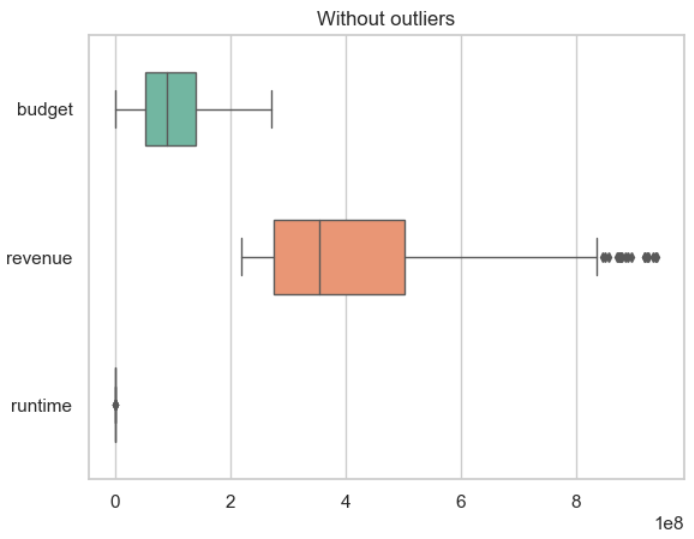 Without outliers
budget
revenue
runtime
0 2 4 6 8
1e8